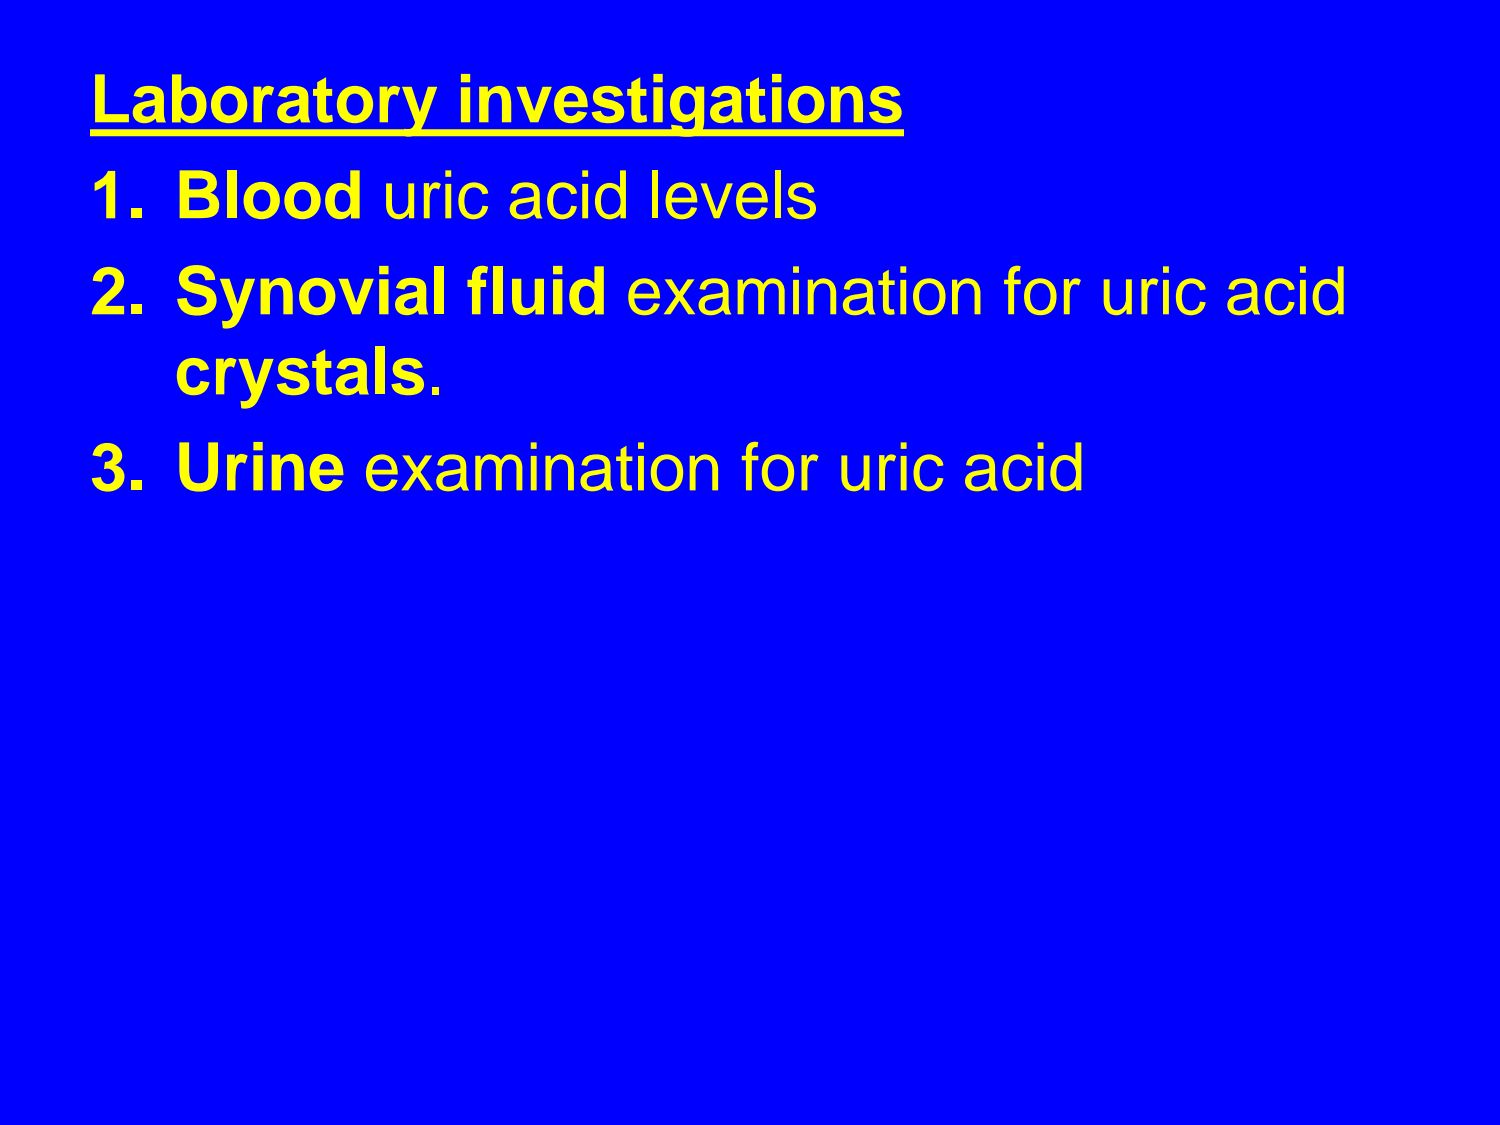 Laboratory investigations
1. Blood uric acid levels
2. Synovial fluid examination for uric acid
crystals.
3. Urine examination for uric acid